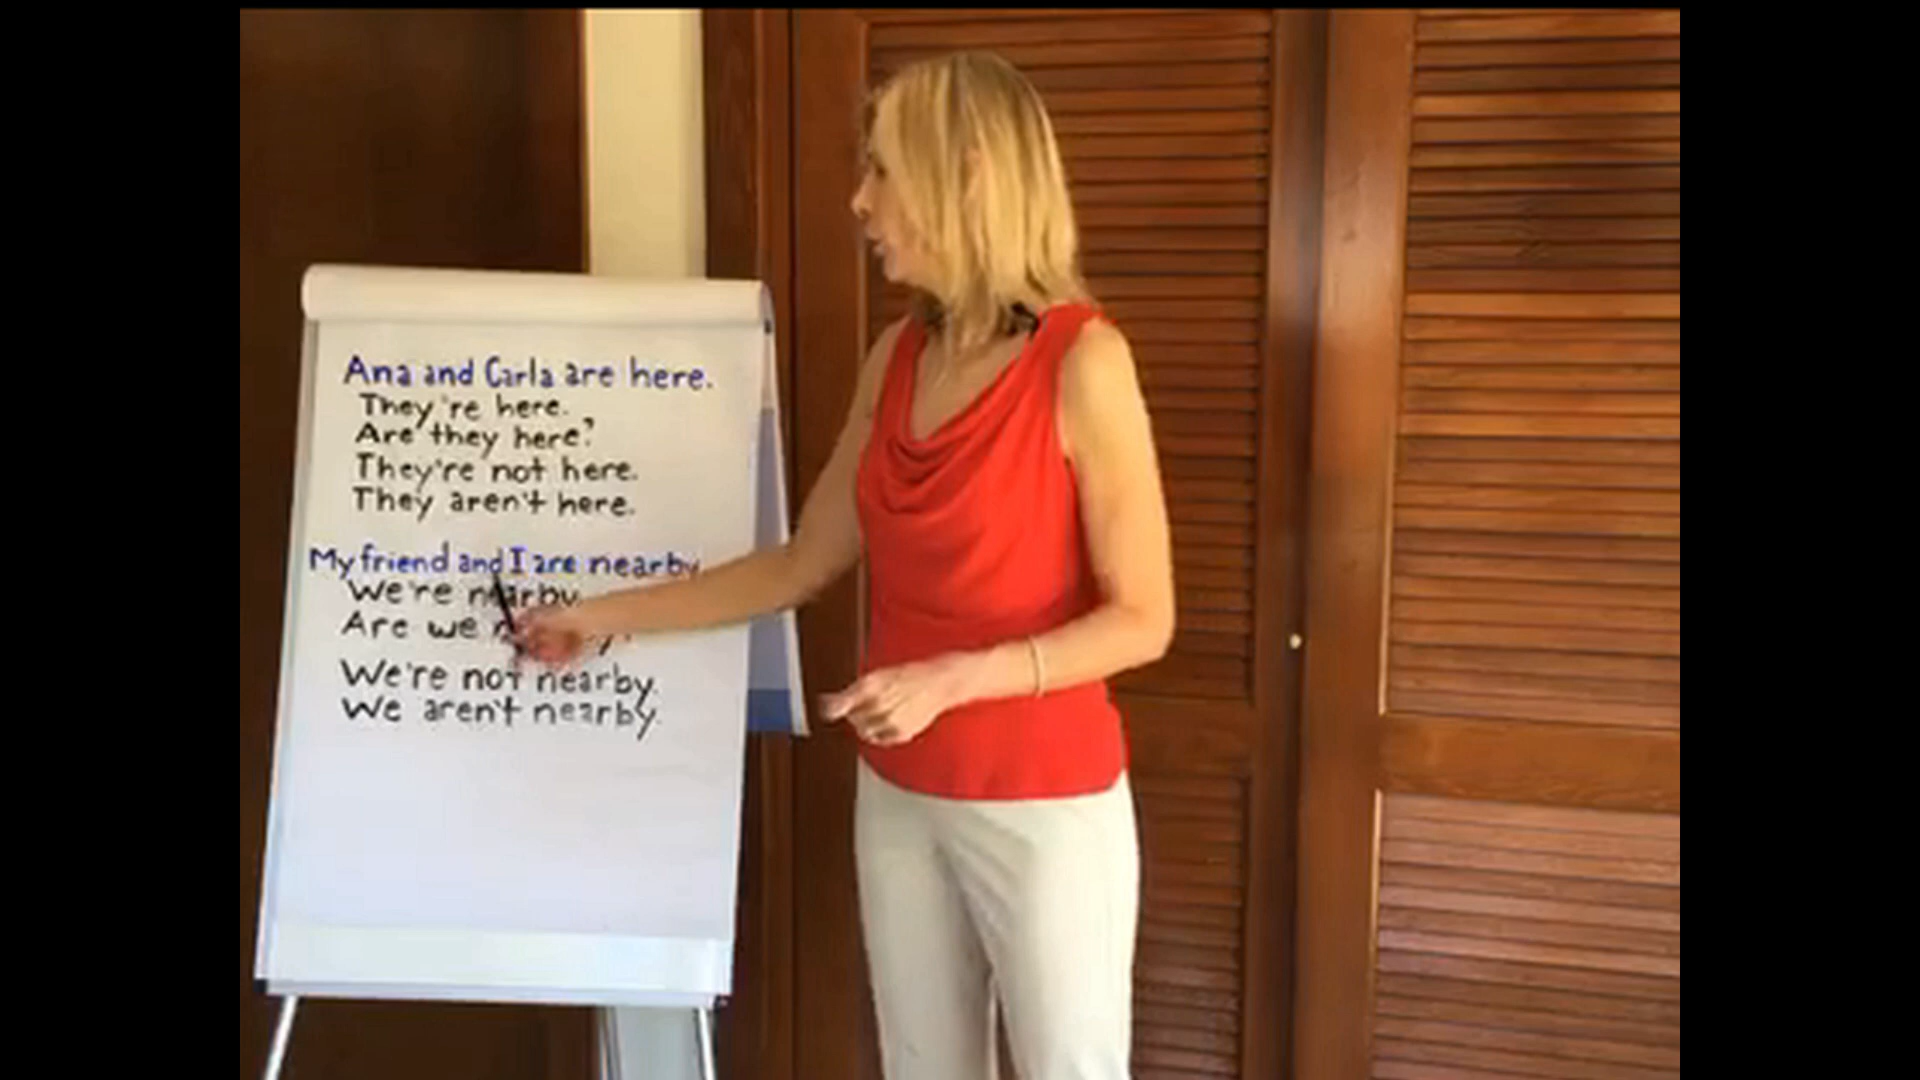 Ana and Carla are here.
They're here.
Are they here?
They're not here.
They aren't here.
My friend and I are nearby
We're nearby.
Are we
We're not nearby.
We aren't nearby.